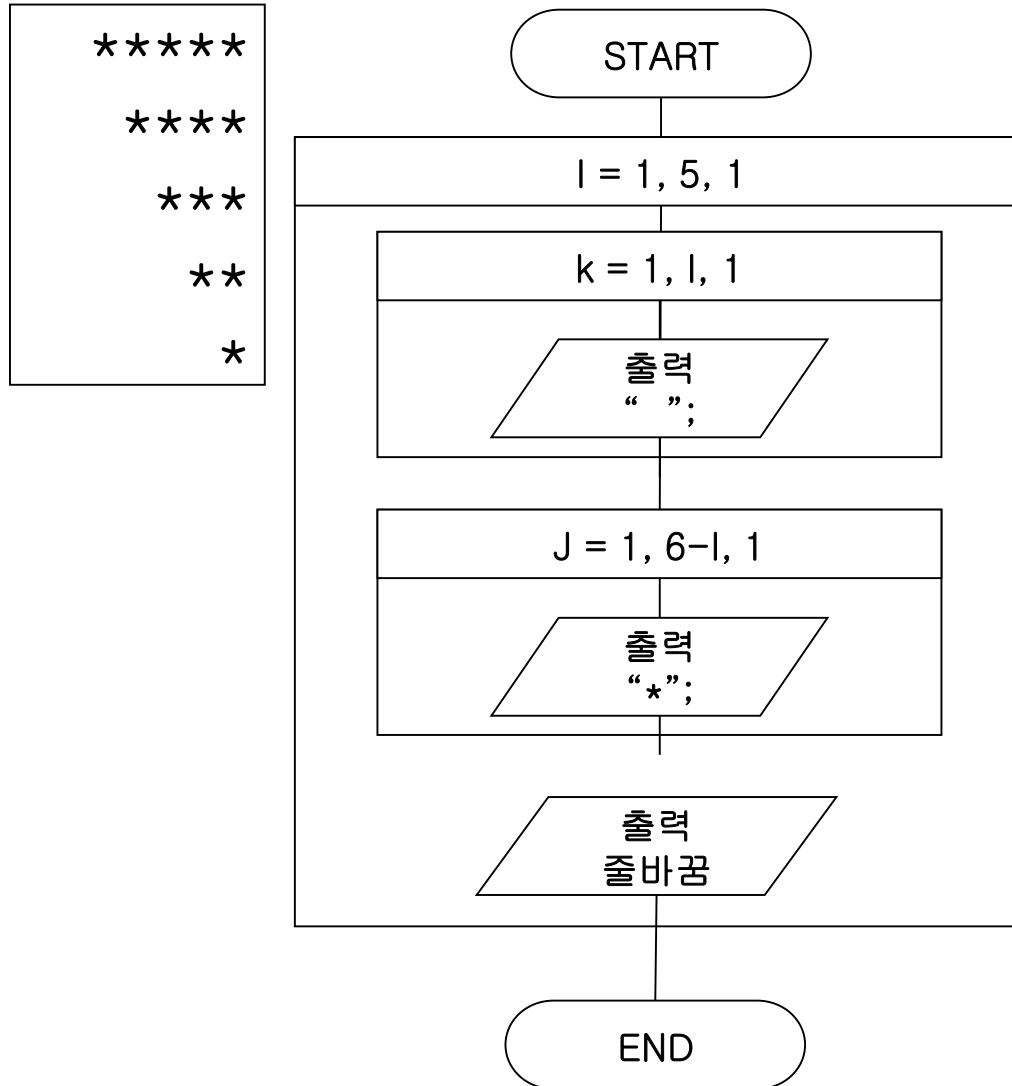 *****
****
***
**
*
START
I = 1, 5, 1
k = 1, I, 1
출력
“ ”;
J = 1, 6-I, 1
출력
“*”;
출력
줄바꿈
END